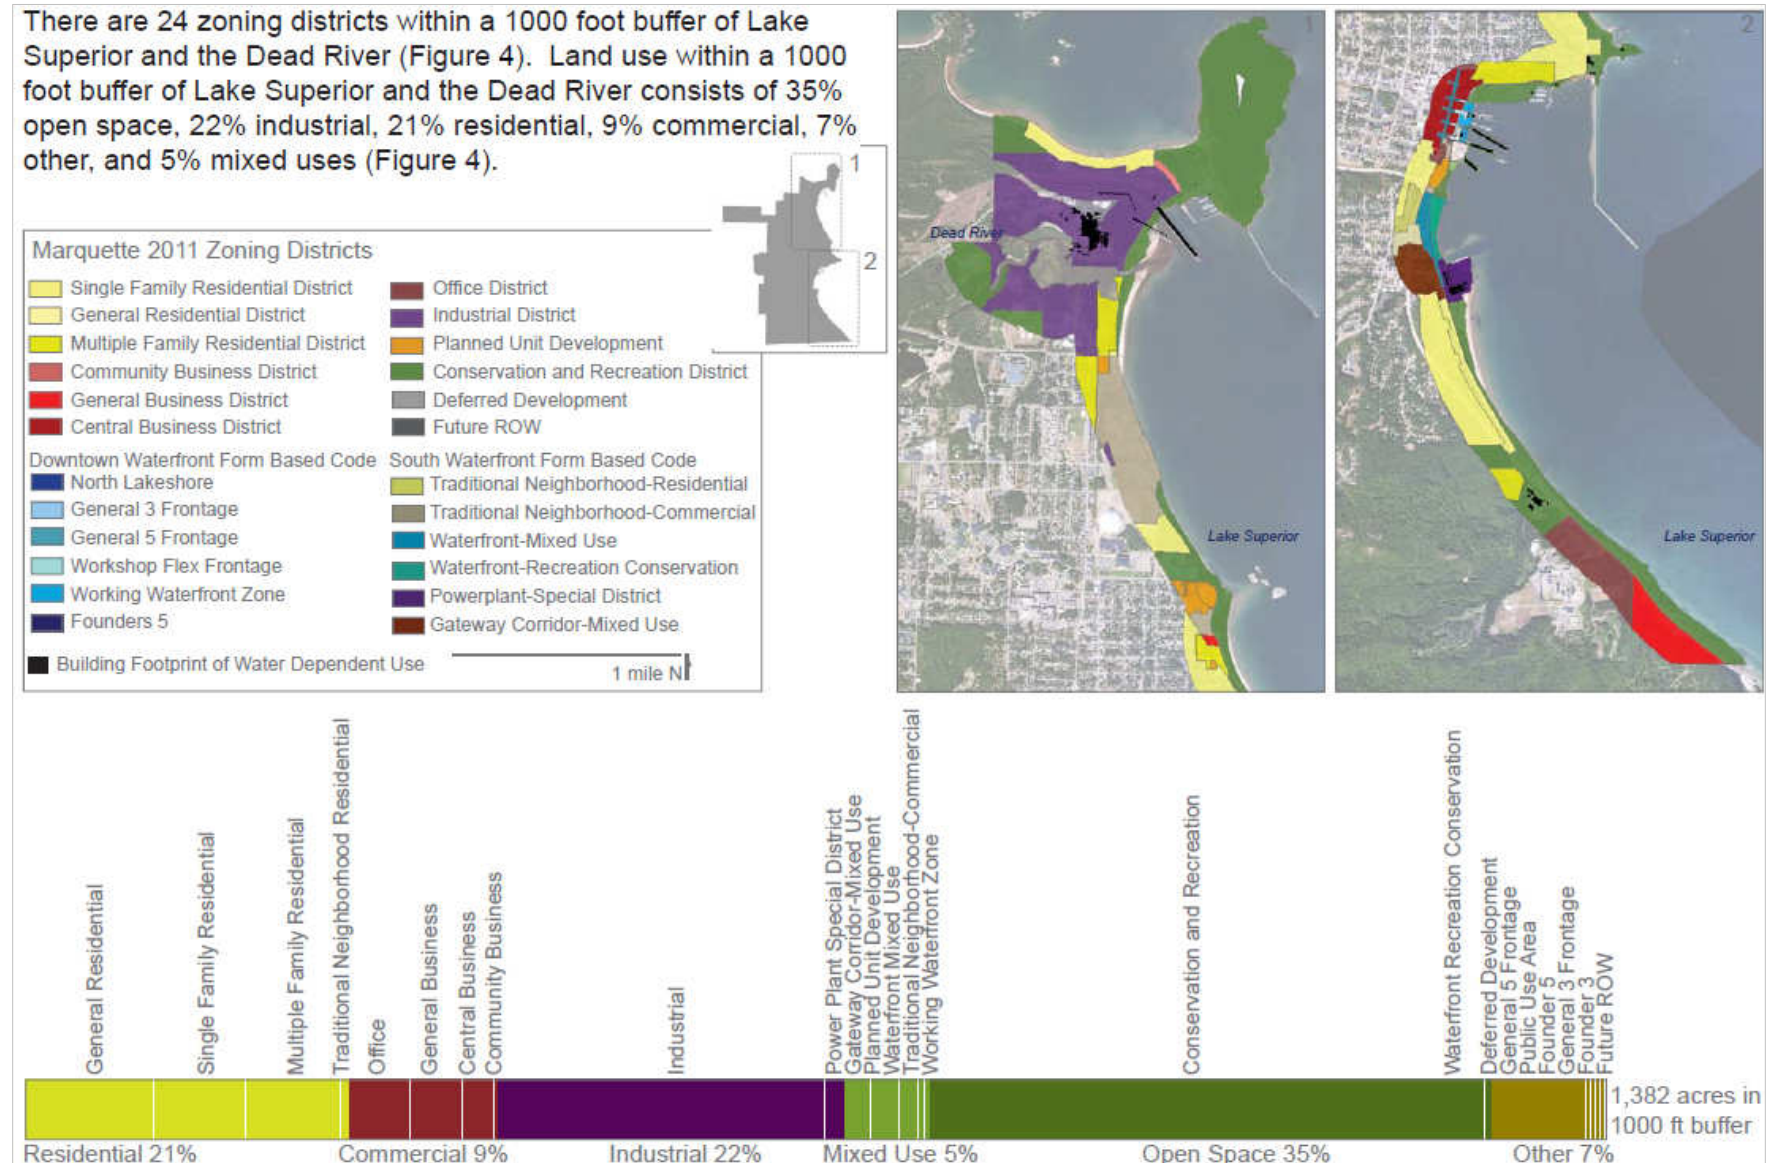 There are 24 zoning districts within a 1000 foot buffer of Lake
Superior and the Dead River (Figure 4). Land use within a 1000
foot buffer of Lake Superior and the Dead River consists of 35%
open space, 22% industrial, 21% residential, 9% commercial, 7%
other, and 5% mixed uses (Figure 4).
1
2
Marquette 2011 Zoning Districts
Single Family Residential District
General Residential District
Multiple Family Residential District
Community Business District
General Business District
Central Business District
Office District
Industrial District
Planned Unit Development
Conservation and Recreation District
Deferred Development
Future ROW
Downtown Waterfront Form Based Code
North Lakeshore
General 3 Frontage
General 5 Frontage
Workshop Flex Frontage
Working Waterfront Zone
Founders 5
South Waterfront Form Based Code
Traditional Neighborhood-Residential
Traditional Neighborhood-Commercial
Waterfront-Mixed Use
Waterfront-Recreation Conservation
Powerplant-Special District
Gateway Corridor-Mixed Use
Building Footprint of Water Dependent Use
1 mile N
1
Dead River
Lake Superior
2
Lake Superior
General Residential
Single Family Residential
Multiple Family Residential
Traditional Neighborhood Residential
Office
General Business
Central Business
Community Business
Industrial
Power Plant Special District
Gateway Corridor-Mixed Use
Planned Unit Development
Waterfront Mixed Use
Traditional Neighborhood-Commercial
Working Waterfront Zone
Conservation and Recreation
Waterfront Recreation Conservation
Deferred Development
General 5 Frontage
Public Use Area
Founder 5
General 3 Frontage
Founder 3
Future ROW
1,382 acres in
1000 ft buffer
Residential 21%
Commercial 9%
Industrial 22%
Mixed Use 5%
Open Space 35%
Other 7%